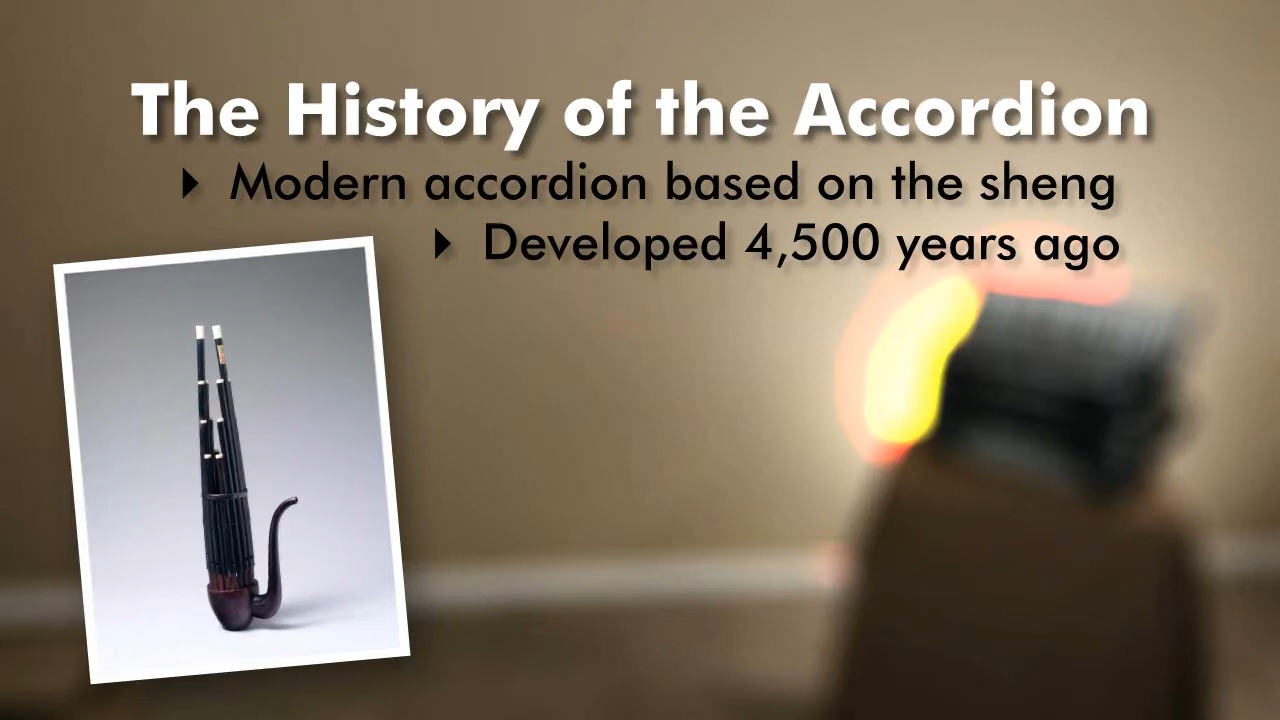 The History of the Accordion
Modern accordion based on the sheng
Developed 4,500 years ago